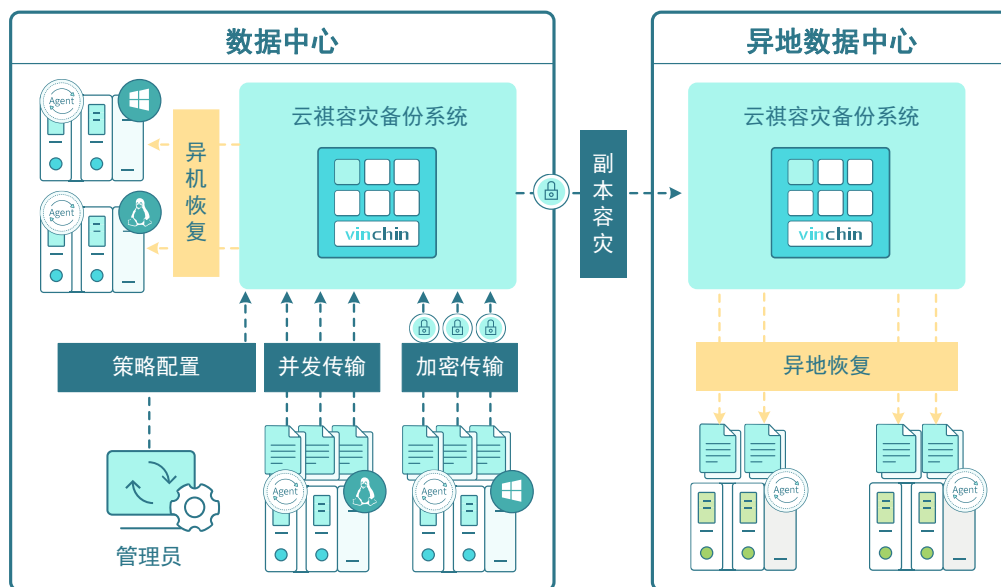 数据中心
异地数据中心
Agent
云祺容灾备份系统
云祺容灾备份系统
异机恢复
副本容灾
Agent
vinchin
vinchin
策略配置
并发传输
加密传输
异地恢复
Agent
Agent
Agent
Agent
管理员